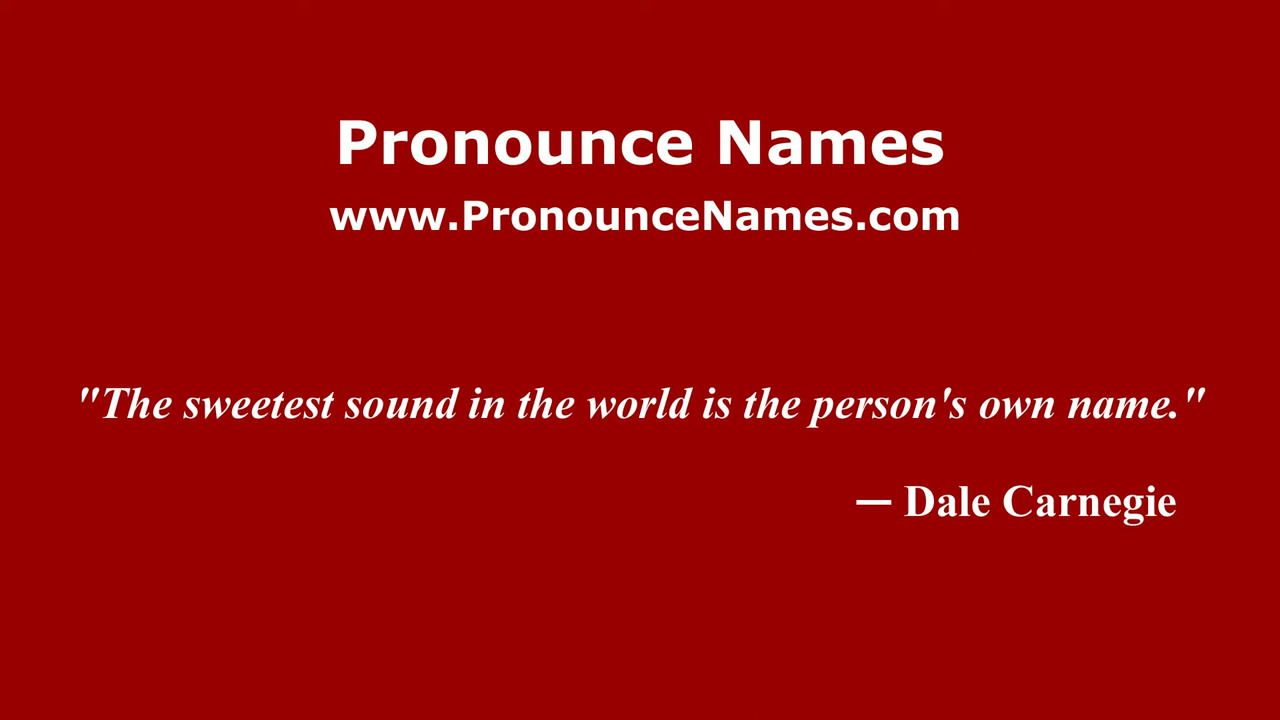 Pronounce Names
www.PronounceNames.com
"The sweetest sound in the world is the person's own name."
— Dale Carnegie